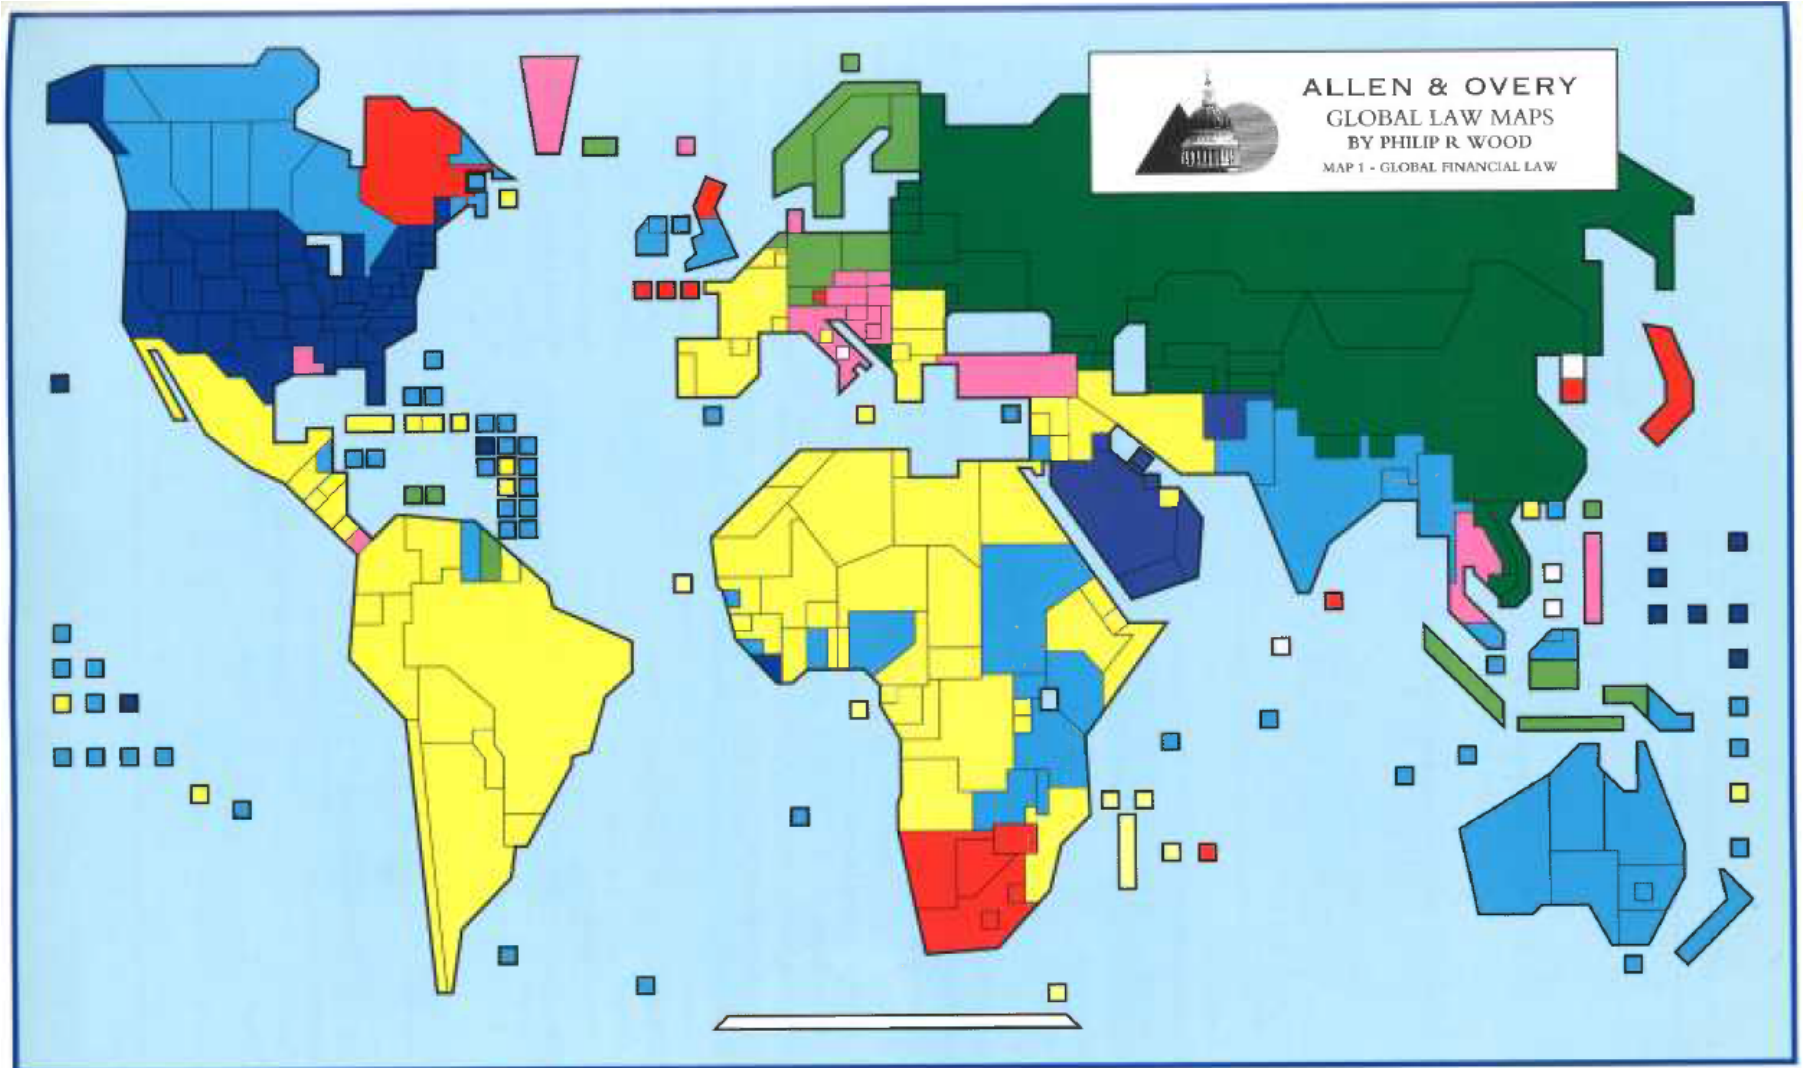 ALLEN & OVERY
GLOBAL LAW MAPS
BY PHILIP R WOOD
MAP 1 - GLOBAL FINANCIAL LAW